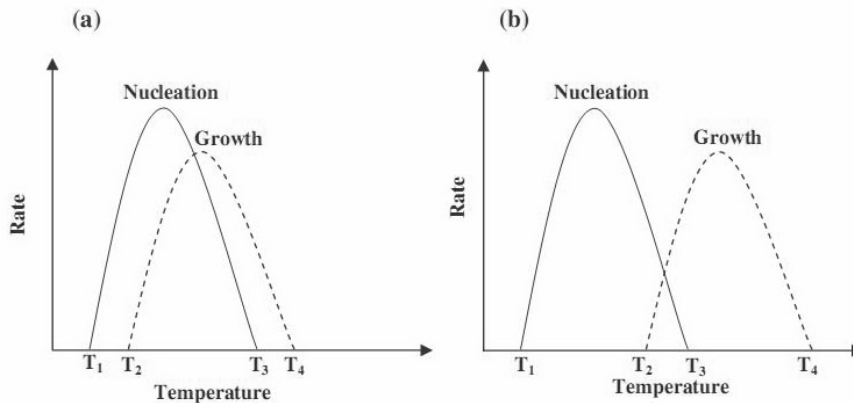 (a)
Nucleation
Growth
Rate
T1 T2 T3 T4
Temperature
(b)
Nucleation
Growth
Rate
T1 T2 T3 T4
Temperature